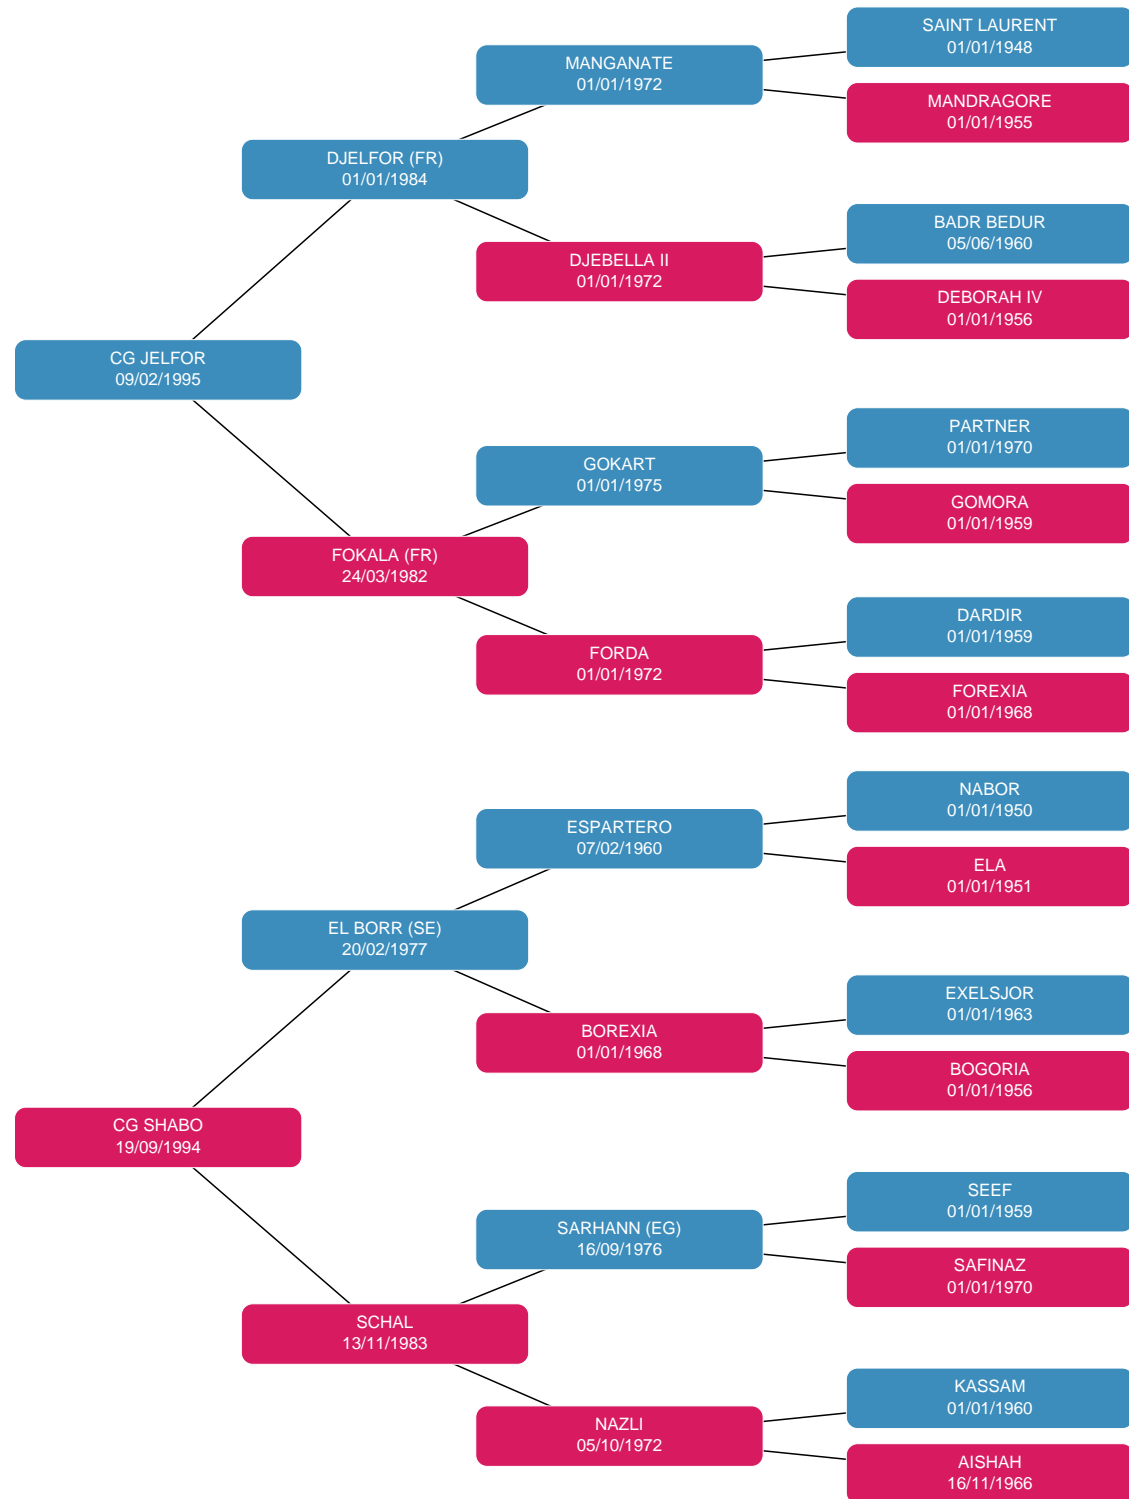 SAINT LAURENT
01/01/1948
MANGANATE
01/01/1972
MANDRAGORE
01/01/1955
DJELFOR (FR)
01/01/1984
BADR BEDUR
05/06/1960
DJEBELLA II
01/01/1972
DEBORAH IV
01/01/1956
CG JELFOR
09/02/1995
PARTNER
01/01/1970
GOKART
01/01/1975
GOMORA
01/01/1959
FOKALA (FR)
24/03/1982
DARDIR
01/01/1959
FORDA
01/01/1972
FOREXIA
01/01/1968
NABOR
01/01/1950
ESPARTERO
07/02/1960
ELA
01/01/1951
EL BORR (SE)
20/02/1977
EXELSJOR
01/01/1963
BOREXIA
01/01/1968
BOGORIA
01/01/1956
CG SHABO
19/09/1994
SEEF
01/01/1959
SARHANN (EG)
16/09/1976
SAFINAZ
01/01/1970
SCHAL
13/11/1983
KASSAM
01/01/1960
NAZLI
05/10/1972
AISHAH
16/11/1966